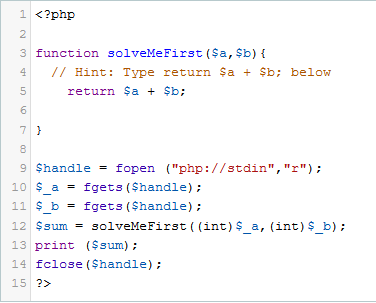 1 <?php
2
3 function solveMeFirst($a,$b){
4   // Hint: Type return $a + $b; below
5     return $a + $b;
6
7 }
8
9 $handle = fopen ("php://stdin","r");
10 $_a = fgets($handle);
11 $_b = fgets($handle);
12 $sum = solveMeFirst((int)$_a,(int)$_b);
13 print ($sum);
14 fclose($handle);
15 ?>